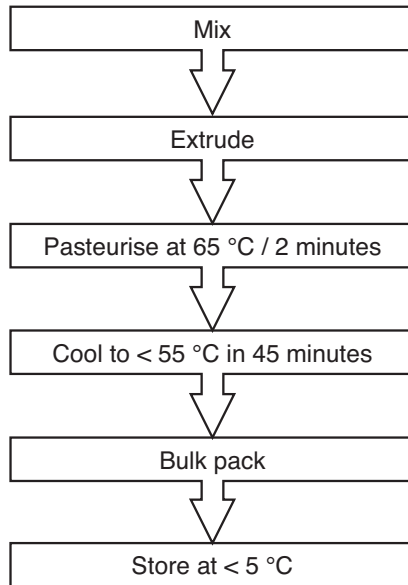 Mix
Extrude
Pasteurise at 65 °C / 2 minutes
Cool to < 55 °C in 45 minutes
Bulk pack
Store at < 5 °C